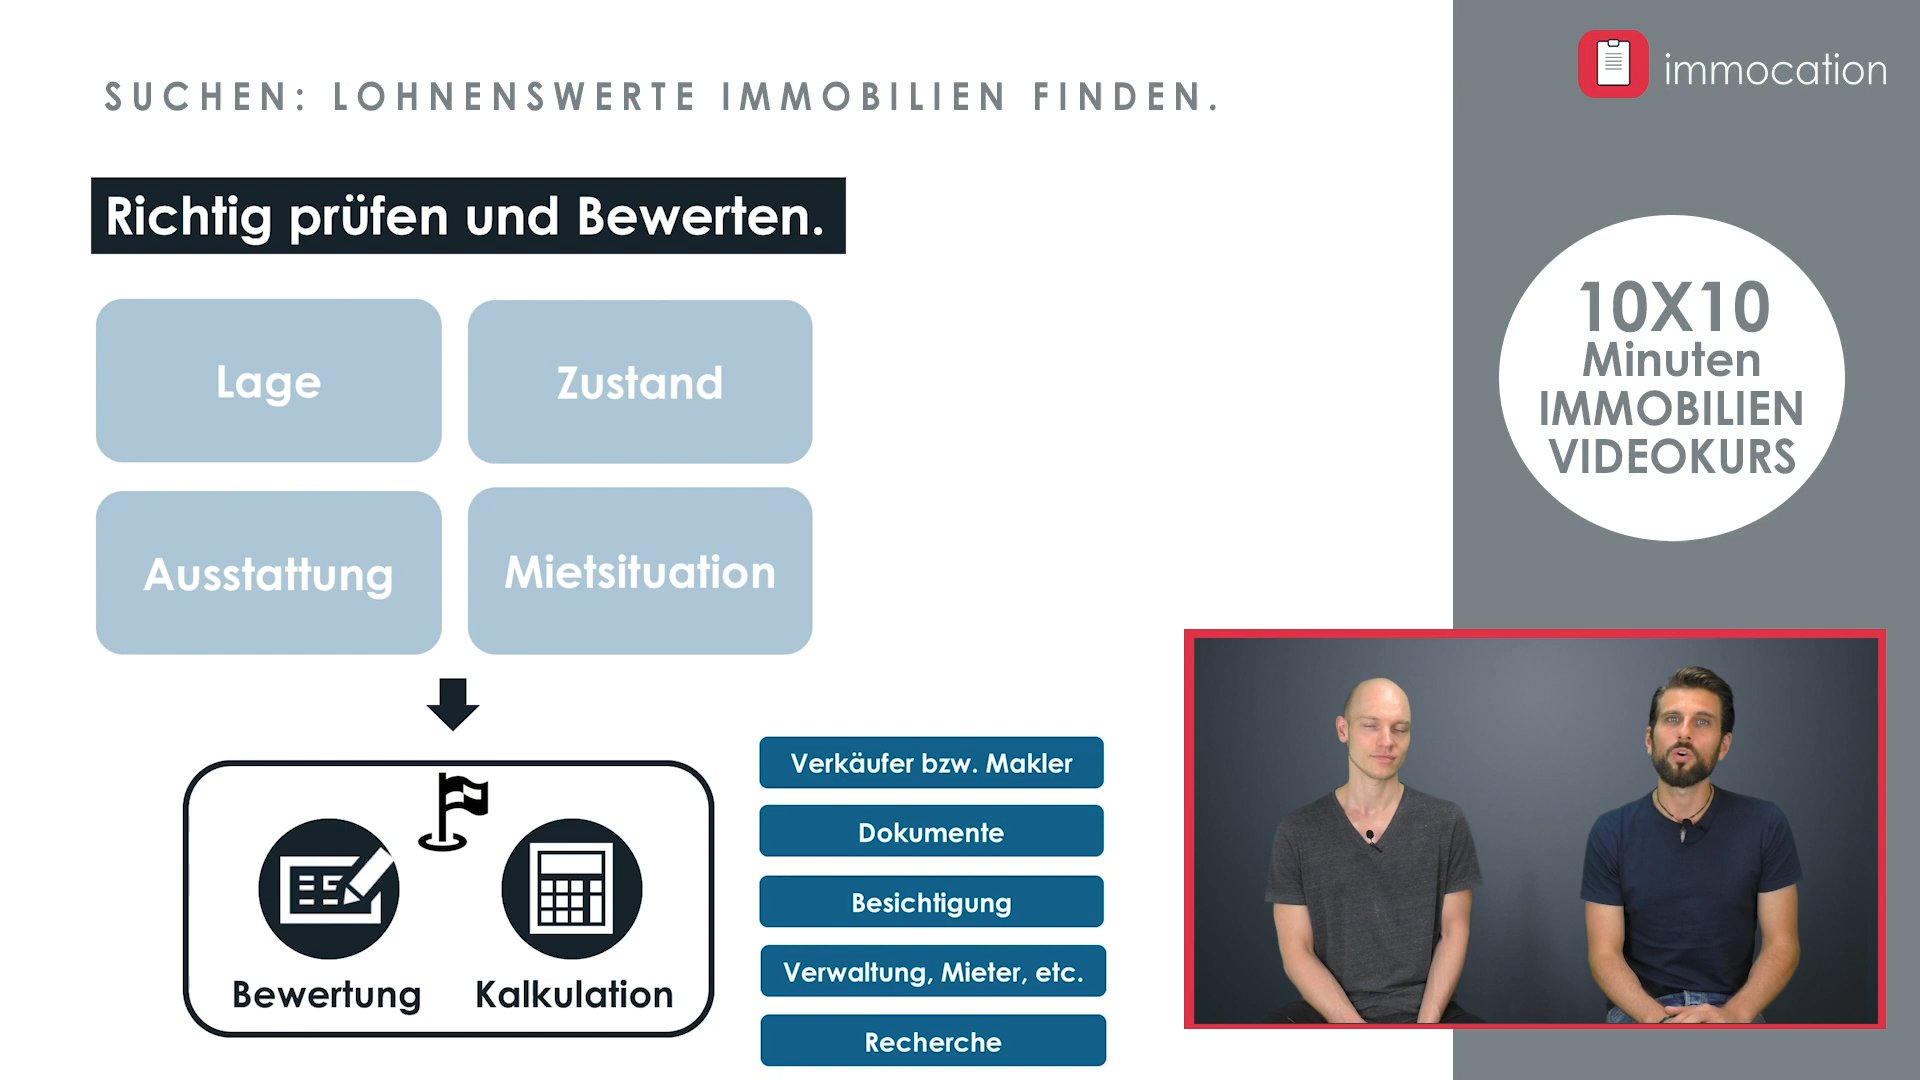 SUCHEN: LOHNENSWERTE IMMOBILIEN FINDEN.
immocation
Richtig prüfen und Bewerten.
10X10
Minuten
IMMOBILIEN
VIDEOKURS
Lage
Zustand
Ausstattung
Mietsituation
Bewertung
Kalkulation
Verkäufer bzw. Makler
Dokumente
Besichtigung
Verwaltung, Mieter, etc.
Recherche